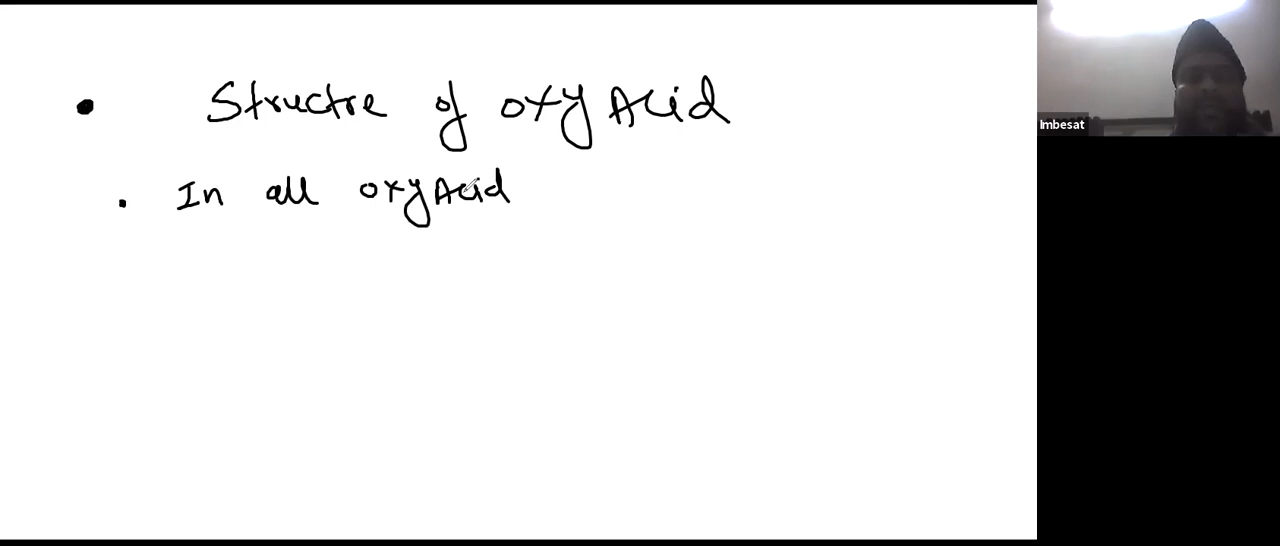 • Structre of oxyAcid
. In all oxyAcid
Imbesat